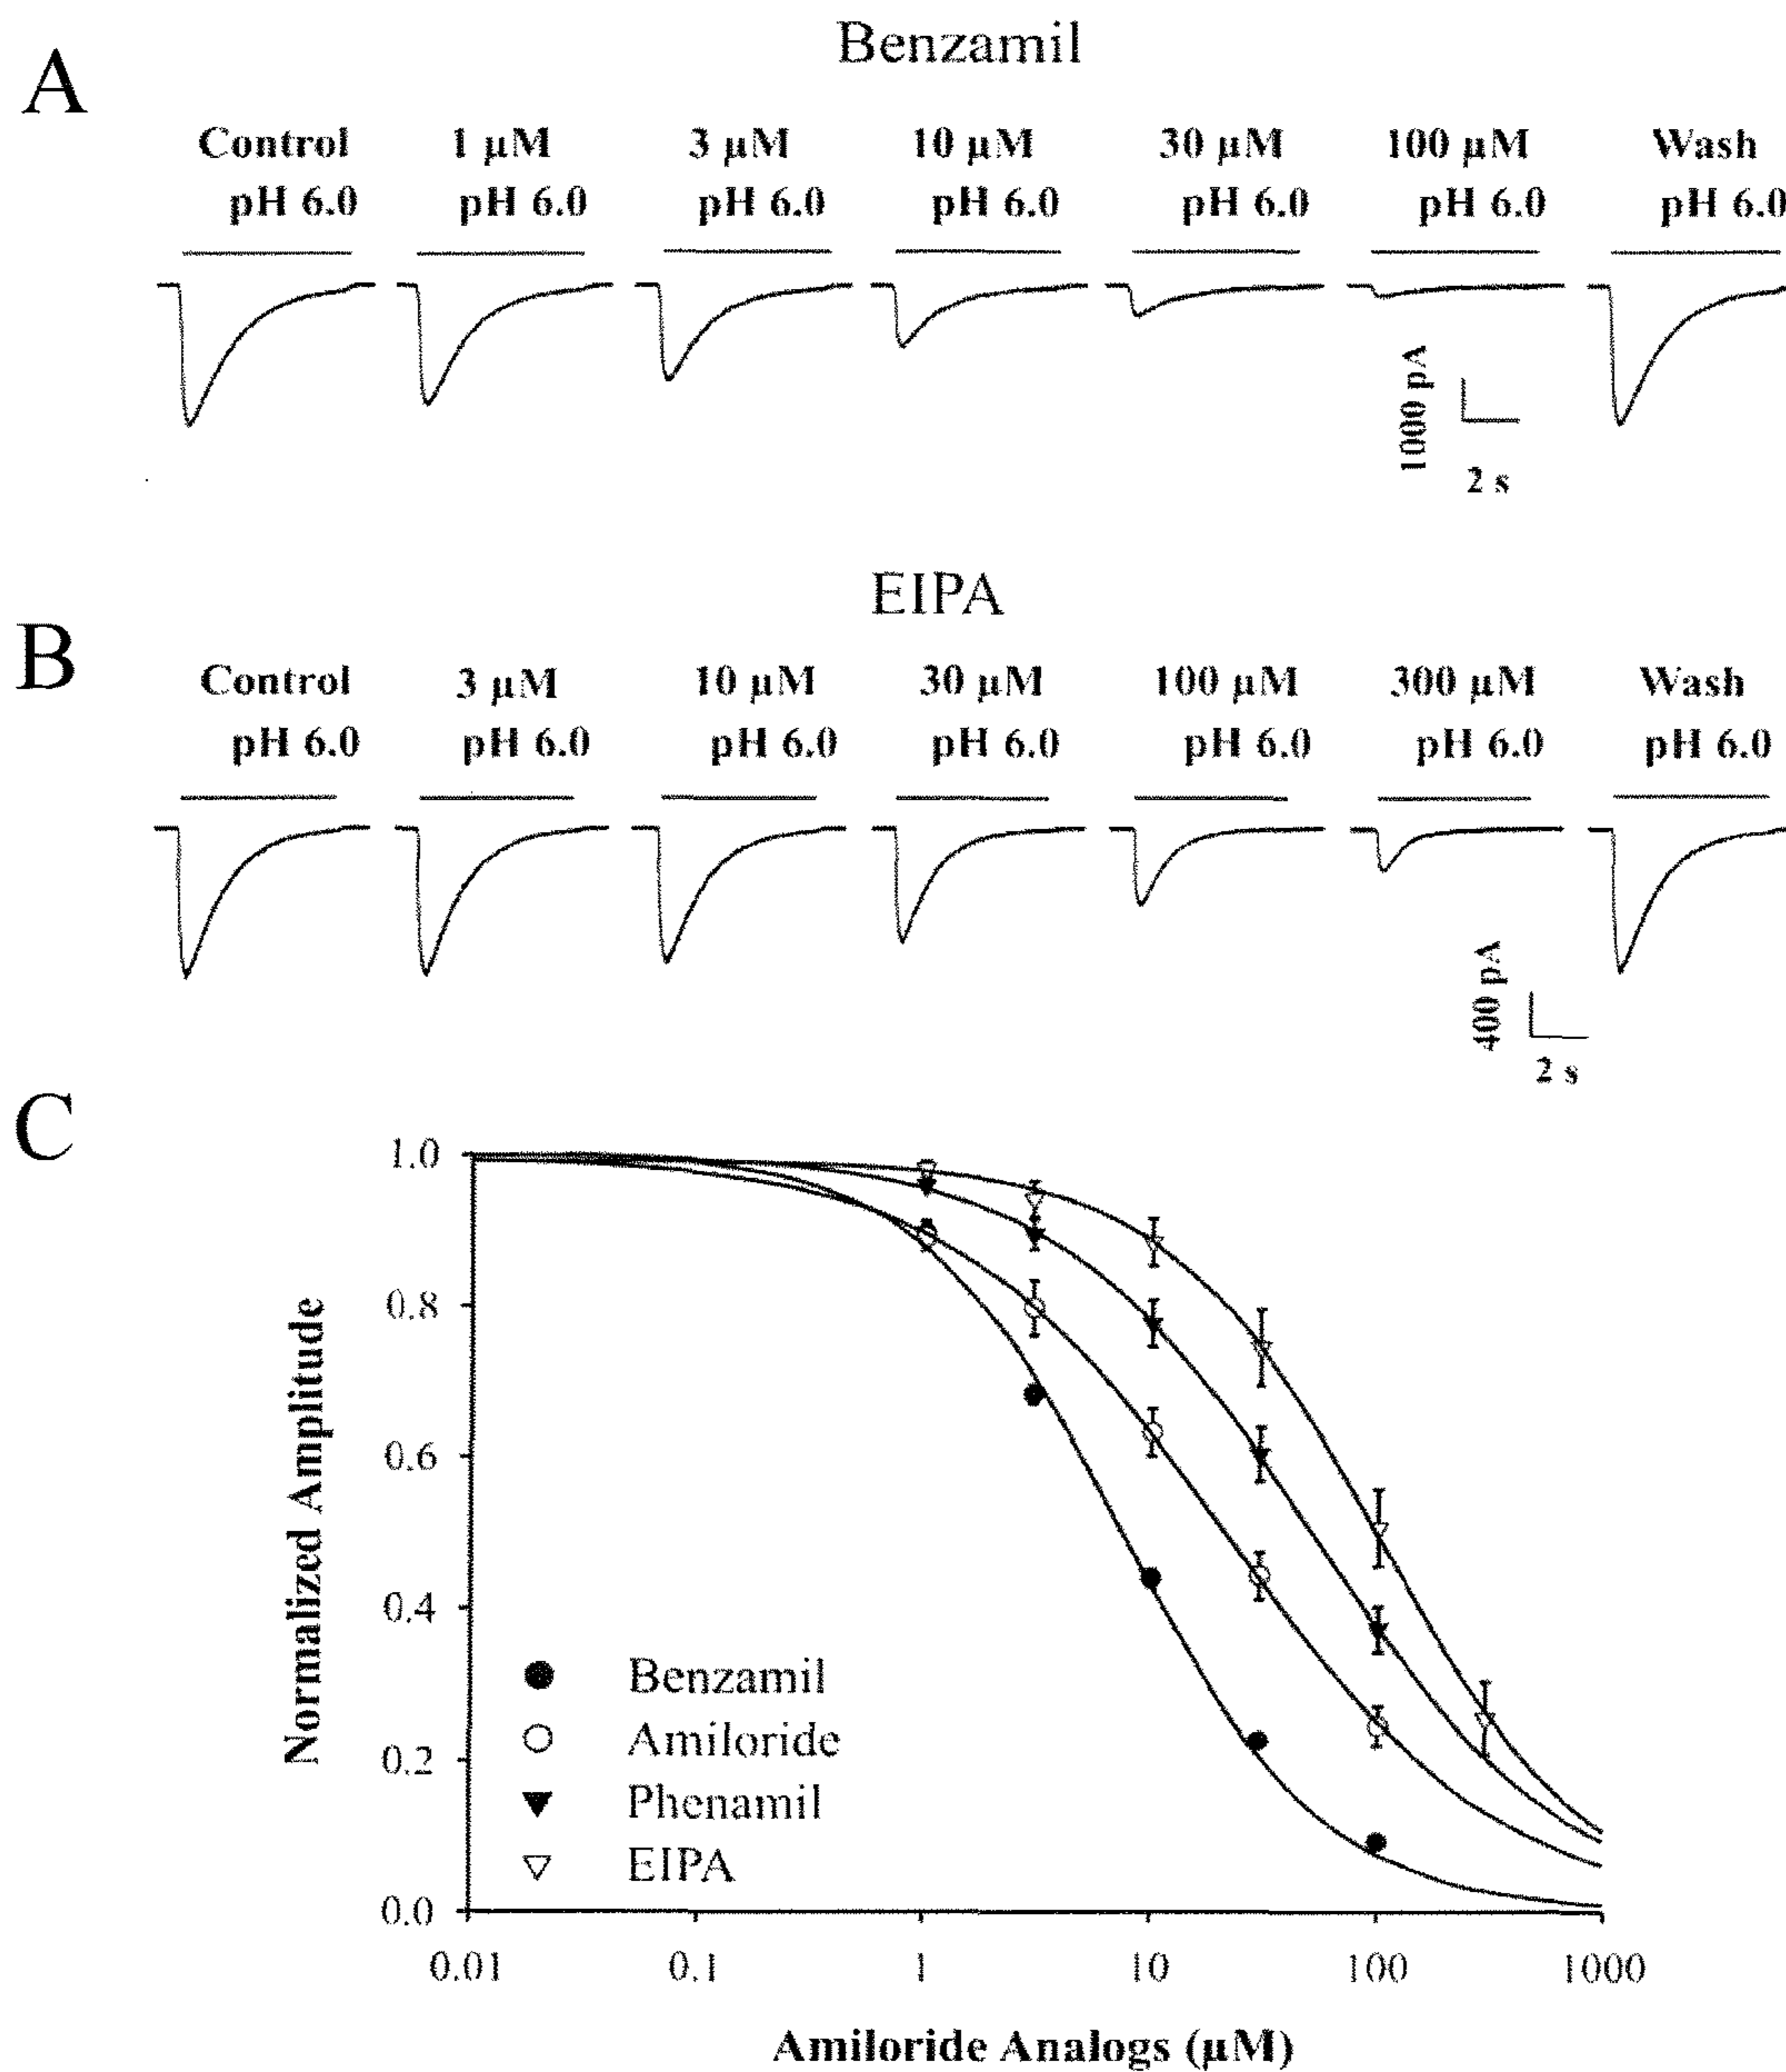 A
Benzamil
Control 1 µM 3 µM 10 µM 30 µM 100 µM Wash
pH 6.0 pH 6.0 pH 6.0 pH 6.0 pH 6.0 pH 6.0 pH 6.0
1000 pA
2 s
EIPA
B
Control 3 µM 10 µM 30 µM 100 µM 300 µM Wash
pH 6.0 pH 6.0 pH 6.0 pH 6.0 pH 6.0 pH 6.0 pH 6.0
400 pA
2 s
C
1.0
0.8
0.6
0.4
0.2
0.0
Normalized Amplitude
Benzamil
Amiloride
Phenamil
EIPA
0.01 0.1 1 10 100 1000
Amiloride Analogs (µM)